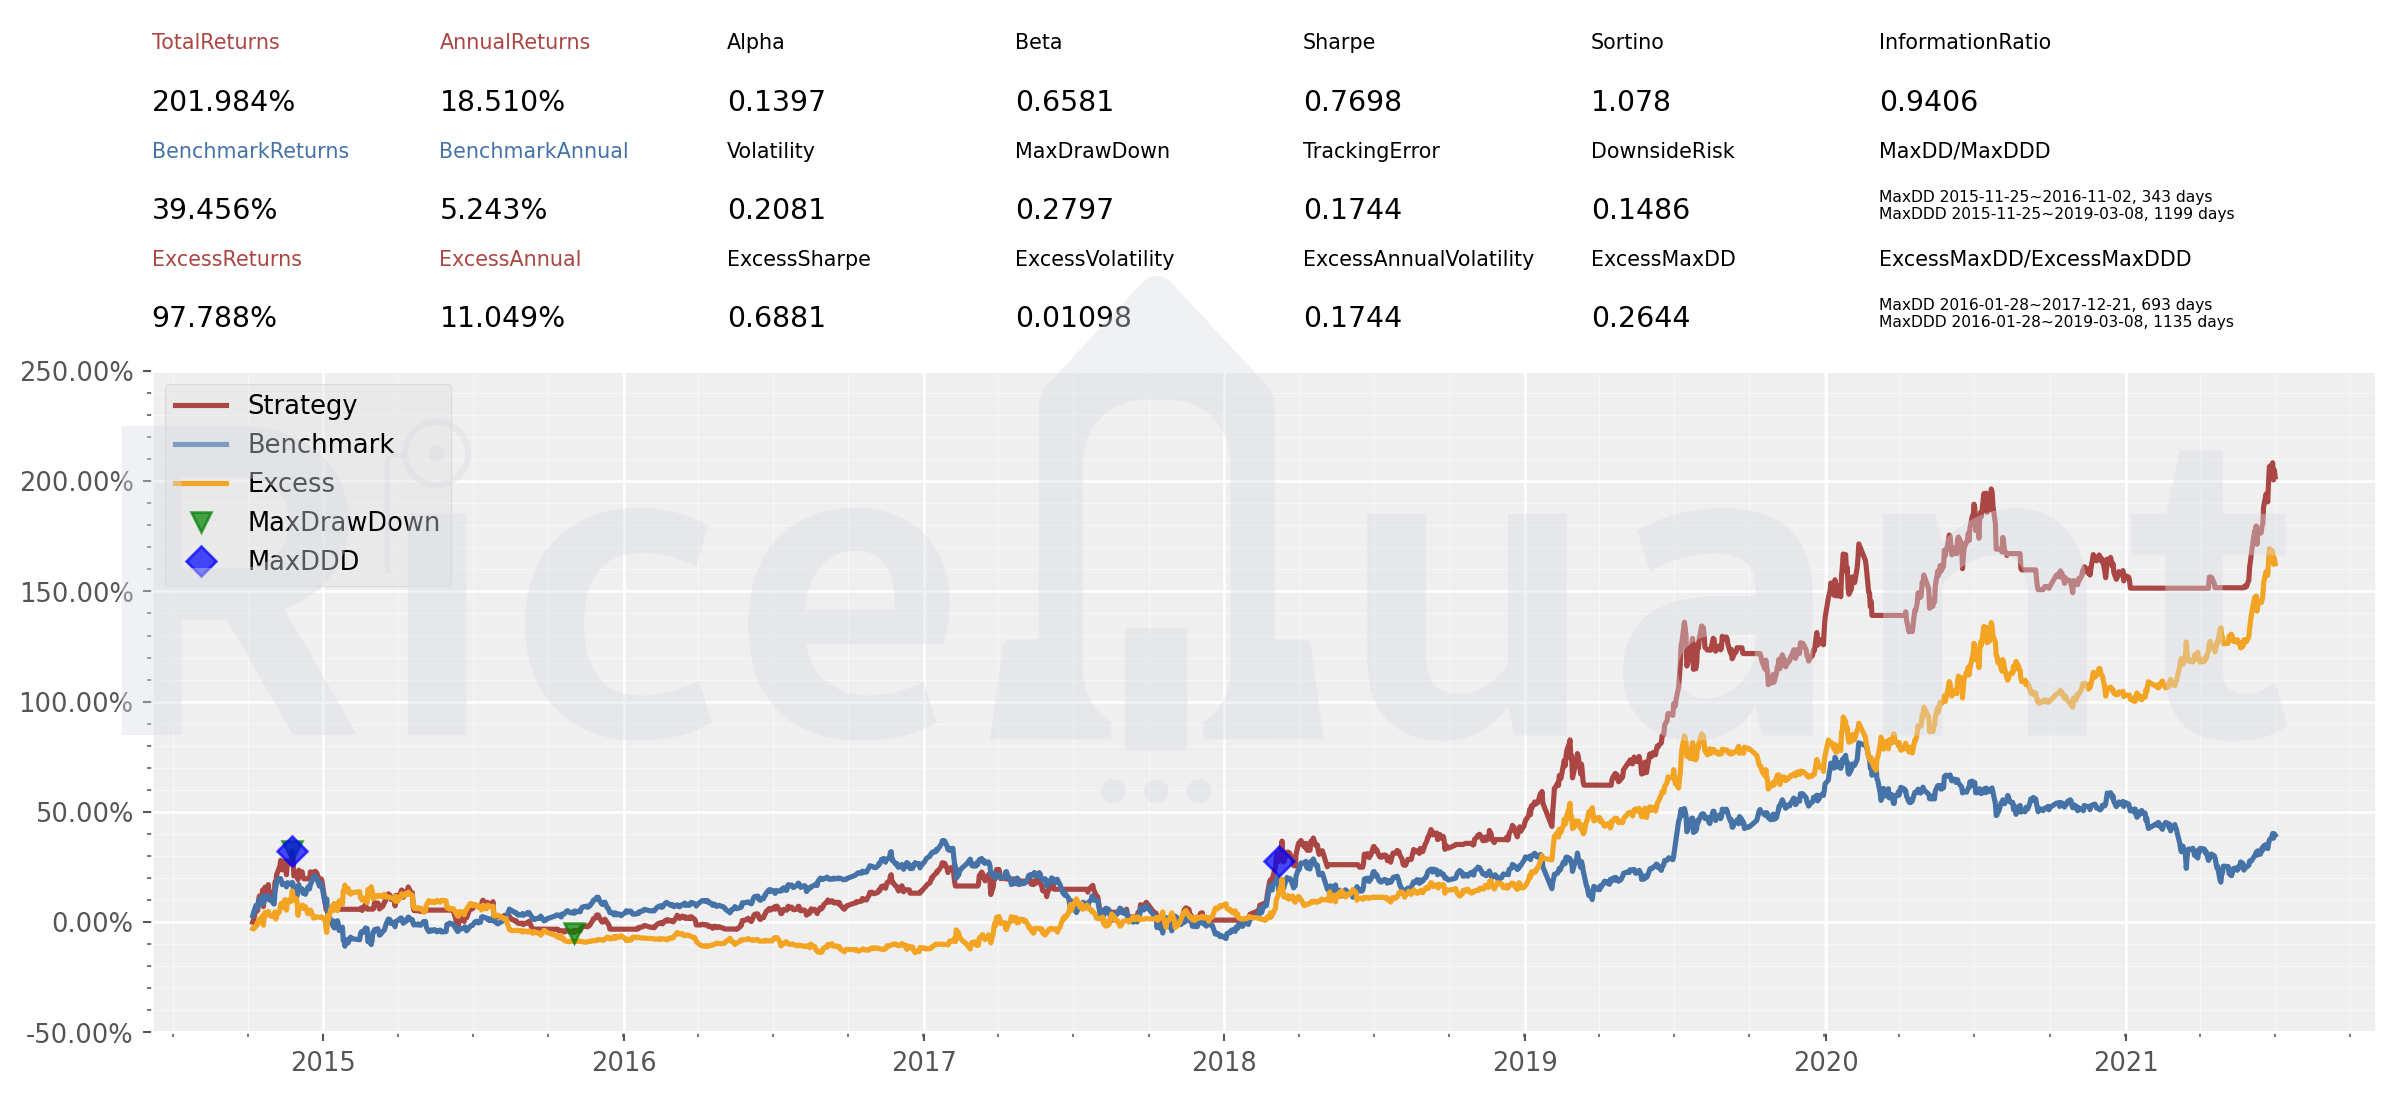 TotalReturns AnnualReturns Alpha Beta Sharpe Sortino InformationRatio
201.984% 18.510% 0.1397 0.6581 0.7698 1.078 0.9406
BenchmarkReturns BenchmarkAnnual Volatility MaxDrawDown TrackingError DownsideRisk MaxDD/MaxDDD
39.456% 5.243% 0.2081 0.2797 0.1744 0.1486 MaxDD 2015-11-25~2016-11-02, 343 days
MaxDDD 2015-11-25~2019-03-08, 1199 days
ExcessReturns ExcessAnnual ExcessSharpe ExcessVolatility ExcessAnnualVolatility ExcessMaxDD ExcessMaxDD/ExcessMaxDDD
97.788% 11.049% 0.6881 0.01098 0.1744 0.2644 MaxDD 2016-01-28~2017-12-21, 693 days
MaxDDD 2016-01-28~2019-03-08, 1135 days
250.00%
Strategy
Benchmark
200.00%
Excess
MaxDrawDown
MaxDDD
150.00%
RiceQuant
100.00%
50.00%
0.00%
-50.00%
2015 2016 2017 2018 2019 2020 2021